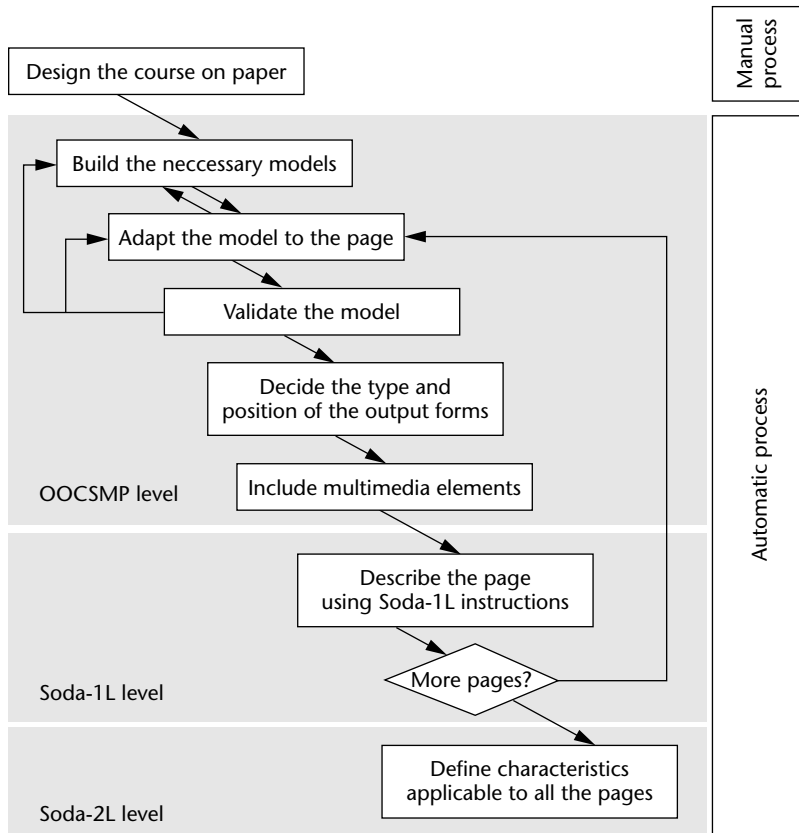 Design the course on paper
Manual
process
Build the neccessary models
Adapt the model to the page
Validate the model
Decide the type and
position of the output forms
Include multimedia elements
OOCSMP level
Automatic process
Describe the page
using Soda-1L instructions
More pages?
Soda-1L level
Define characteristics
applicable to all the pages
Soda-2L level